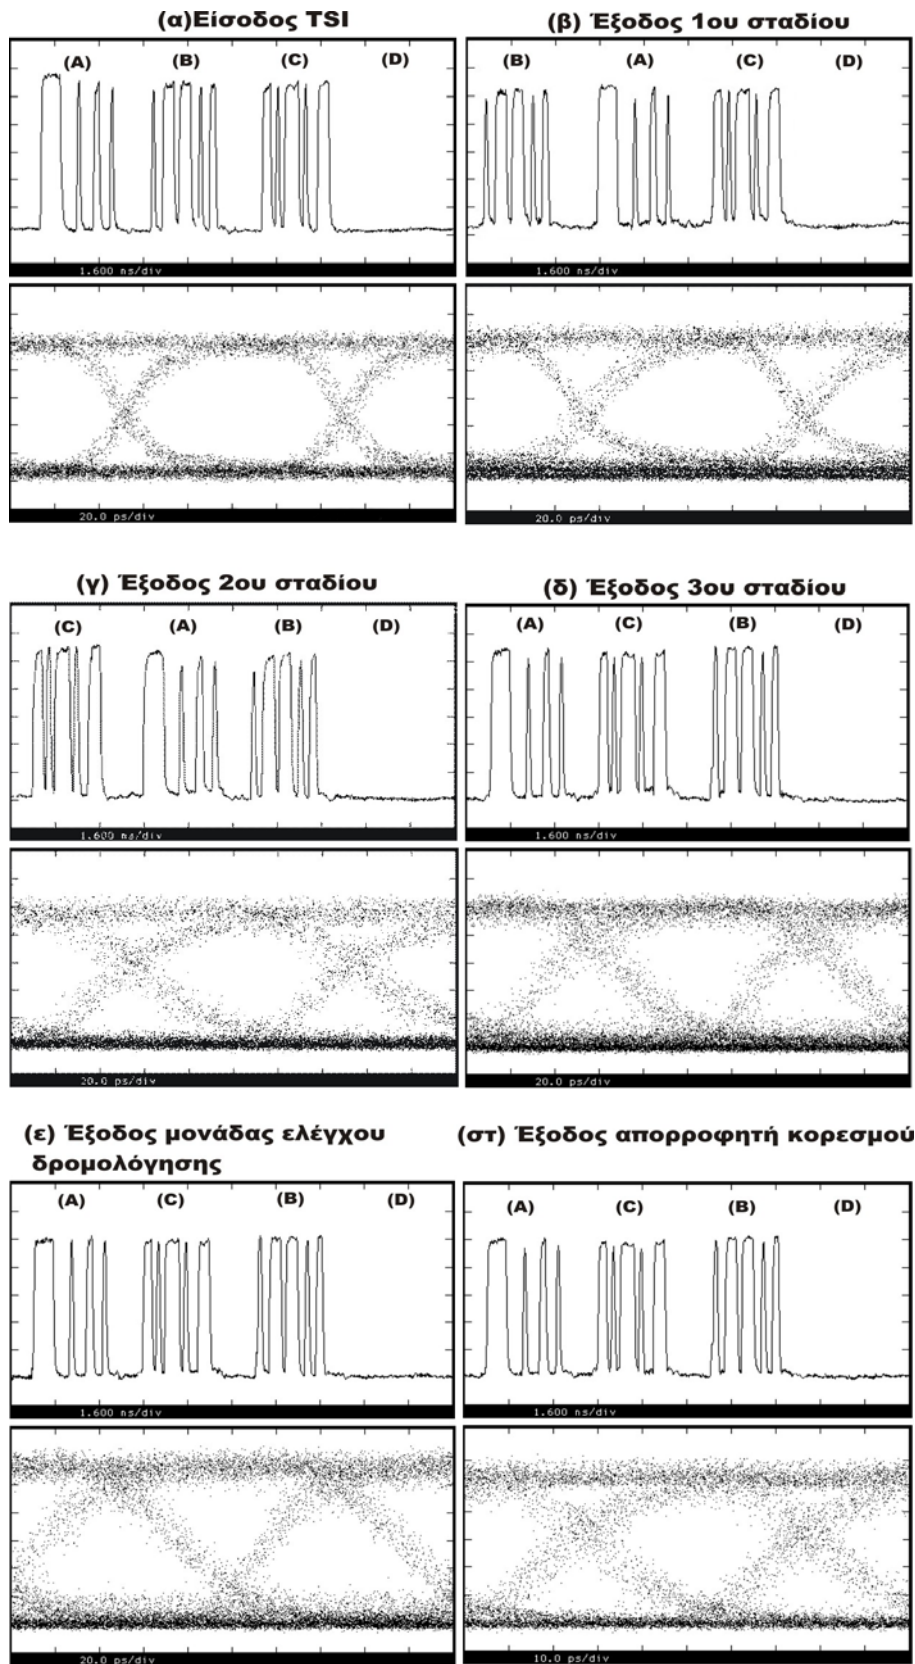 (α)Είσοδος TSI
(A) (B) (C) (D)
1.600 ns/div
20.0 ps/div
(β) Έξοδος 1ου σταδίου
(B) (A) (C) (D)
1.600 ns/div
20.0 ps/div
(γ) Έξοδος 2ου σταδίου
(C) (A) (B) (D)
1.600 ns/div
20.0 ps/div
(δ) Έξοδος 3ου σταδίου
(A) (C) (B) (D)
1.600 ns/div
20.0 ps/div
(ε) Έξοδος μονάδας ελέγχου
δρομολόγησης
(A) (C) (B) (D)
1.600 ns/div
20.0 ps/div
(στ) Έξοδος απορροφητή κορεσμού
(A) (C) (B) (D)
1.600 ns/div
10.0 ps/div